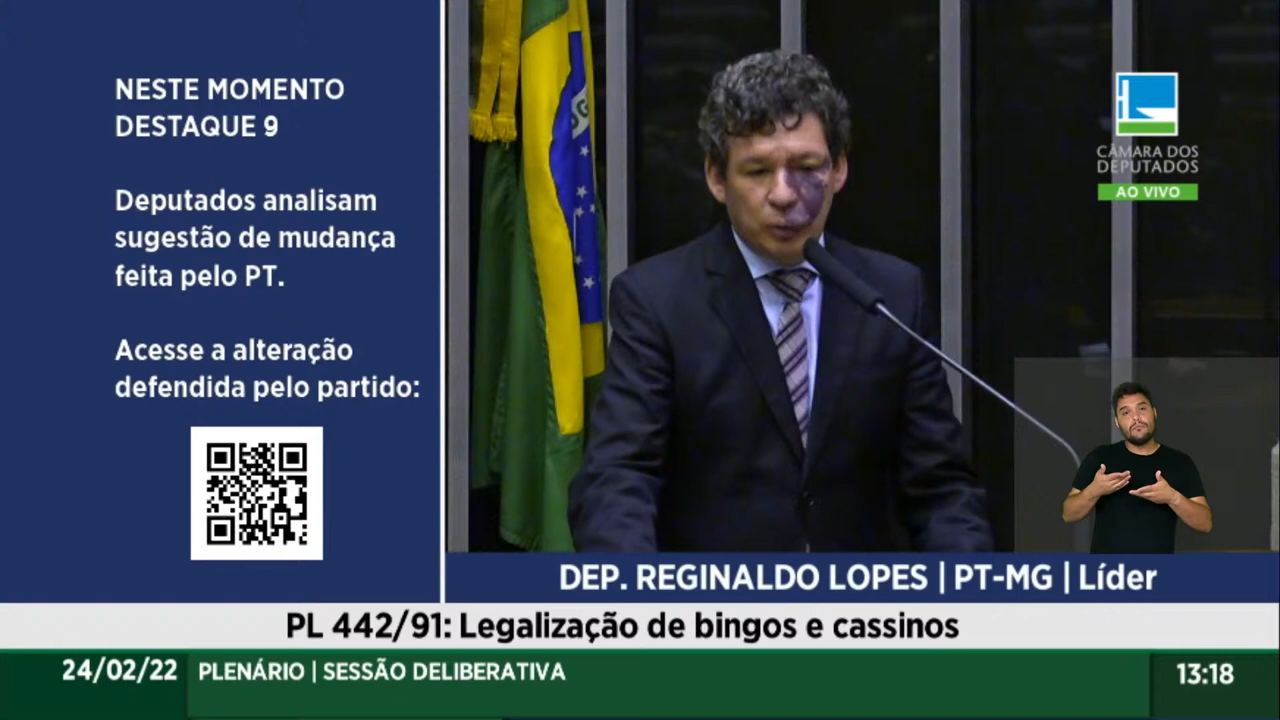 NESTE MOMENTO
DESTAQUE 9
Deputados analisam
sugestão de mudança
feita pelo PT.
Acesse a alteração
defendida pelo partido:
CÂMARA DOS
DEPUTADOS
AO VIVO
DEP. REGINALDO LOPES | PT-MG | Líder
PL 442/91: Legalização de bingos e cassinos
24/02/22 PLENÁRIO | SESSÃO DELIBERATIVA 13:18